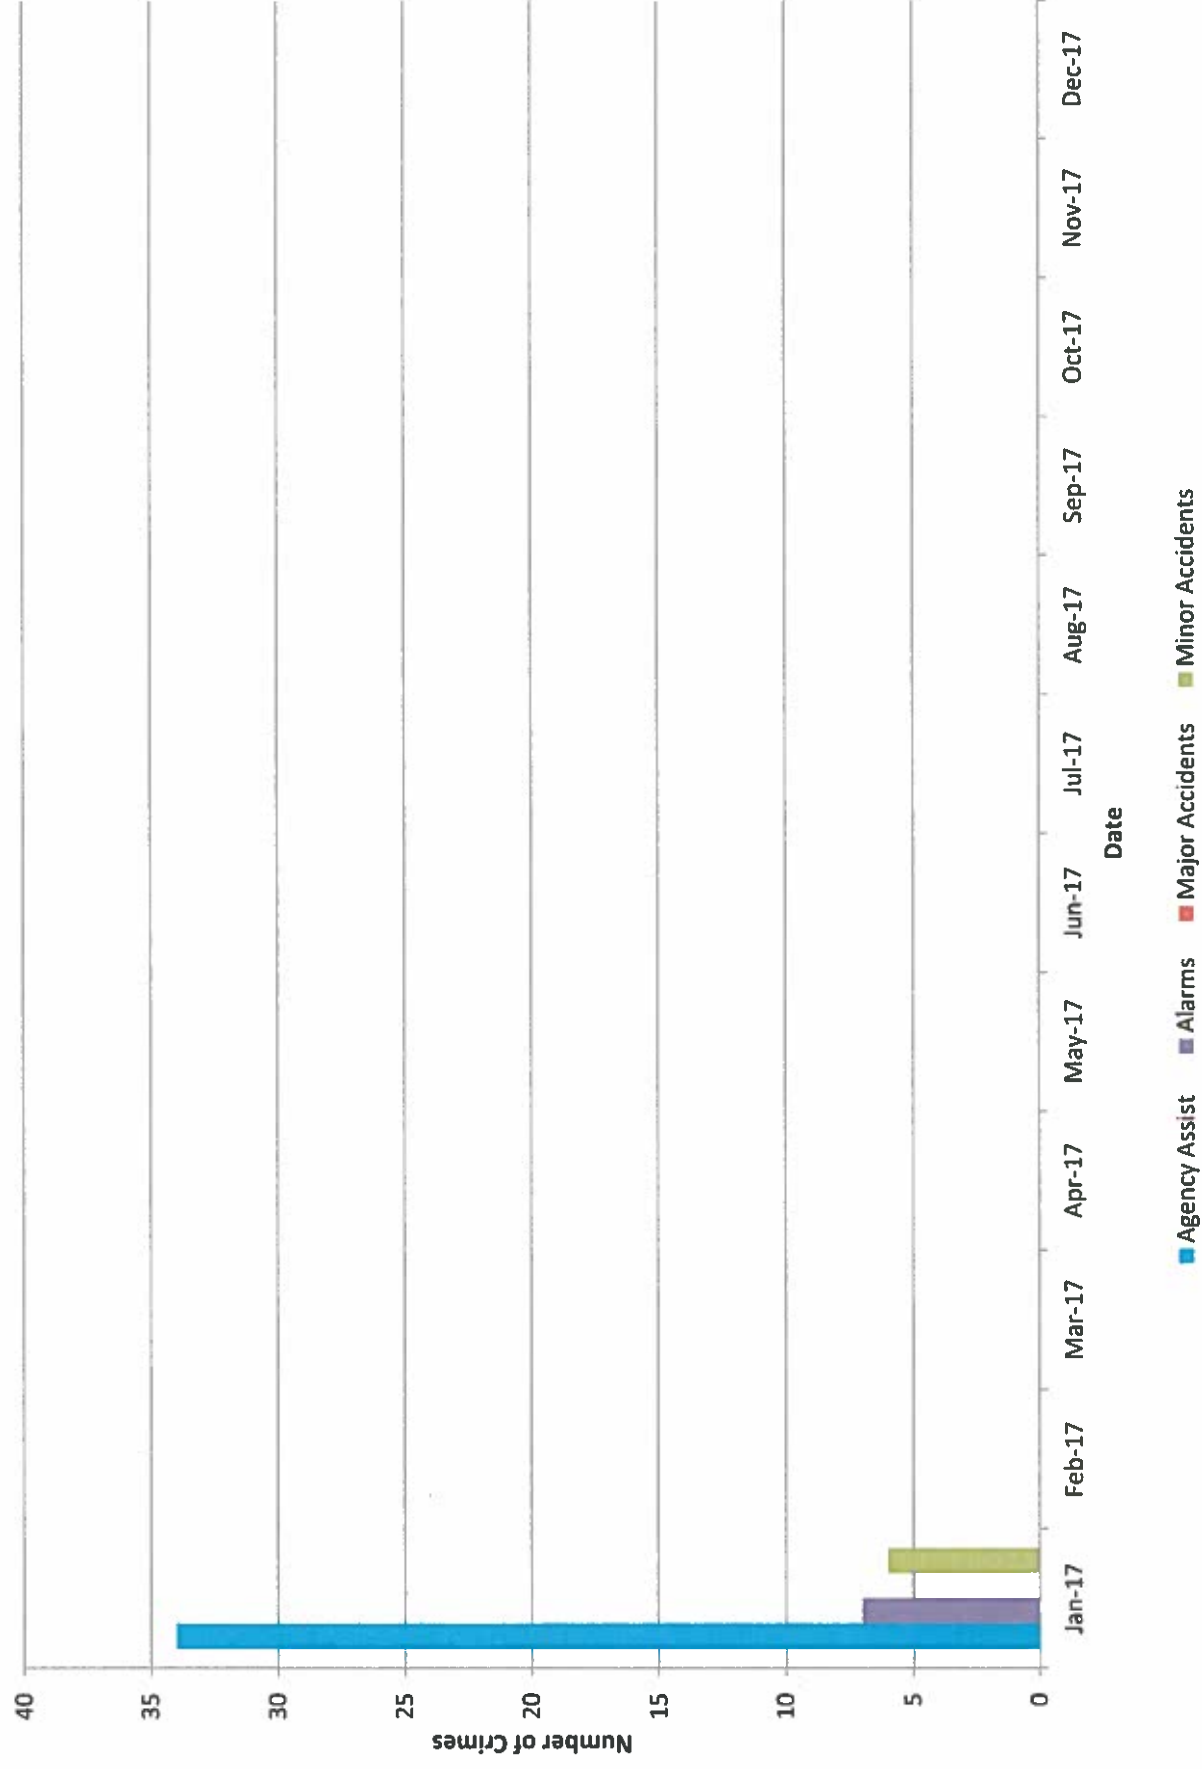 40
35
30
25
20
15
10
5
0
Number of Crimes
Jan-17 Feb-17 Mar-17 Apr-17 May-17 Jun-17 Jul-17 Aug-17 Sep-17 Oct-17 Nov-17 Dec-17
Date
Agency Assist Alarms Major Accidents Minor Accidents